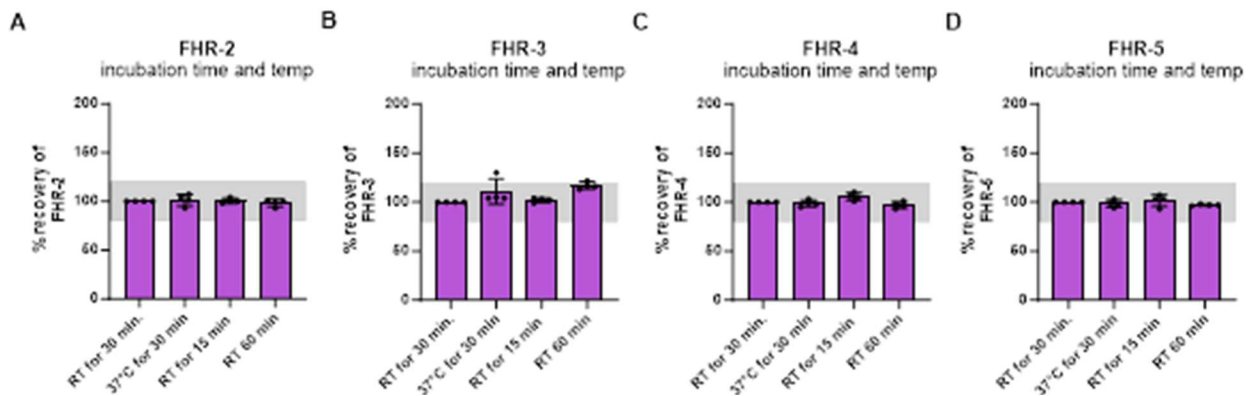 A
FHR-2
incubation time and temp
% recovery of
FHR-2
200
150
100
50
0
RT for 30 min.
37°C for 30 min
RT for 15 min
RT 60 min
B
FHR-3
incubation time and temp
% recovery of
FHR-3
200
150
100
50
0
RT for 30 min.
37°C for 30 min
RT for 15 min
RT 60 min
C
FHR-4
incubation time and temp
% recovery of
FHR-4
200
150
100
50
0
RT for 30 min
37°C for 30 min
RT for 15 min
RT 60 min
D
FHR-5
incubation time and temp
% recovery of
FHR-5
200
150
100
50
0
RT for 30 min
37°C for 30 min
RT for 15 min
RT 60 min